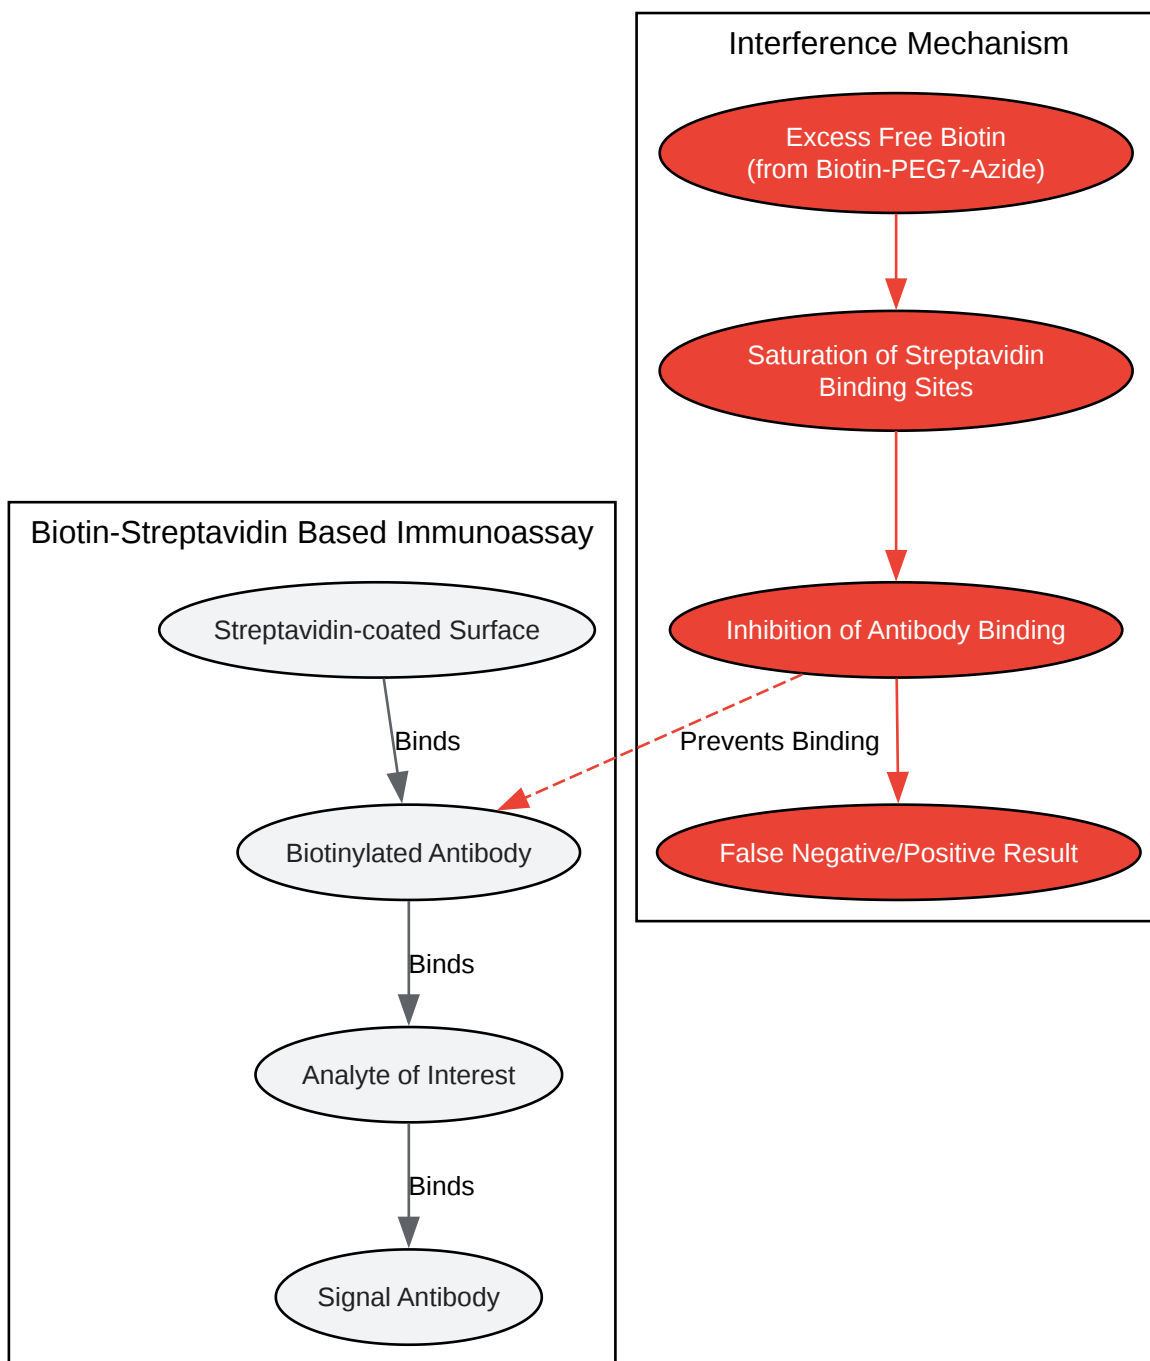 Interference Mechanism
Excess Free Biotin
(from Biotin-PEG7-Azide)
Saturation of Streptavidin
Binding Sites
Inhibition of Antibody Binding
Prevents Binding
False Negative/Positive Result
Biotin-Streptavidin Based Immunoassay
Streptavidin-coated Surface
Binds
Biotinylated Antibody
Binds
Analyte of Interest
Binds
Signal Antibody